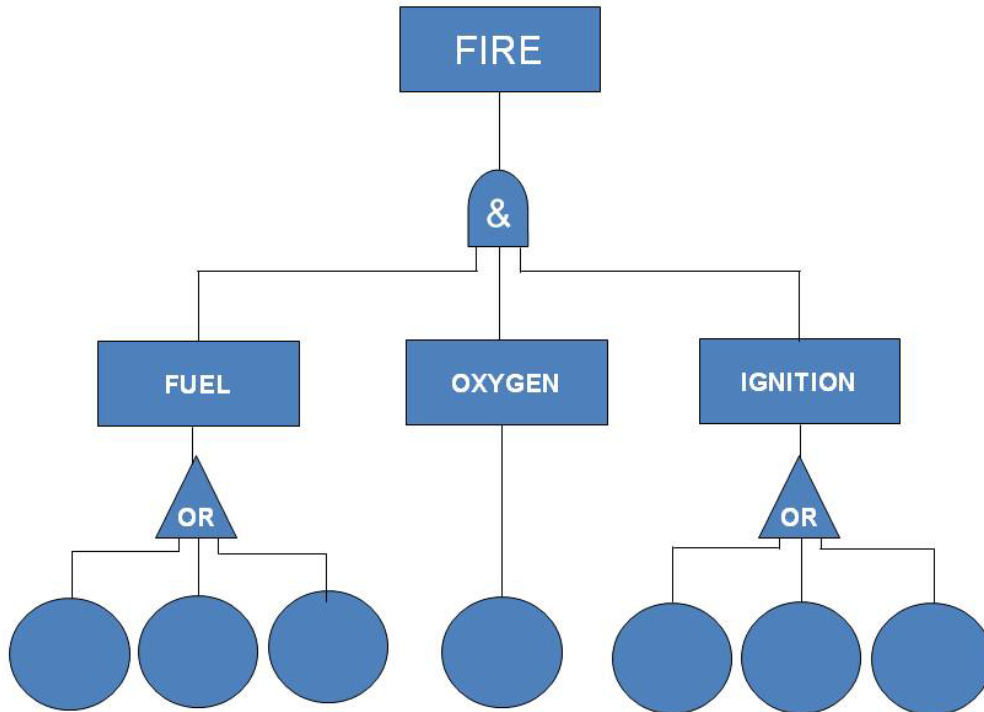 FIRE
&
FUEL
OXYGEN
IGNITION
OR
OR